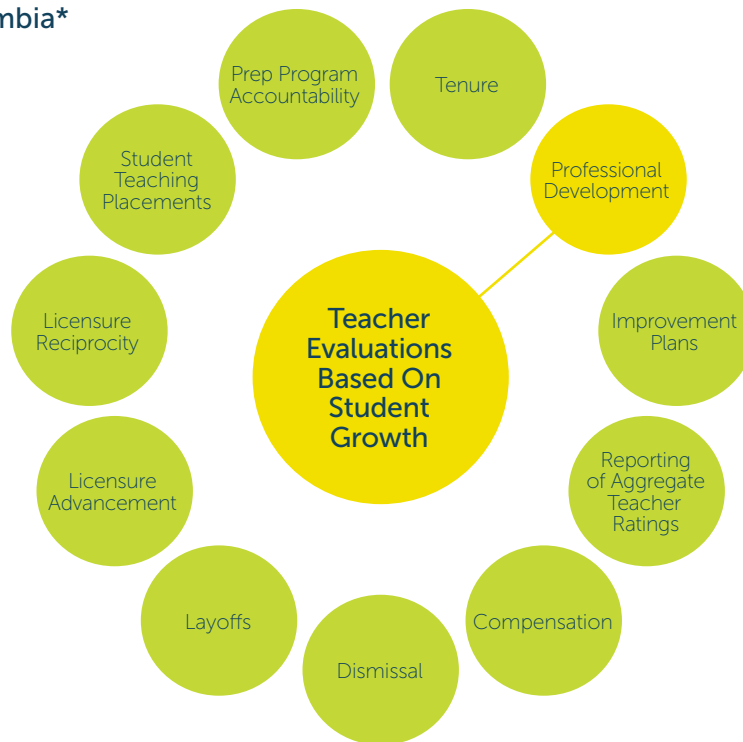 mbia*
Prep Program
Accountability
Tenure
Student
Teaching
Placements
Professional
Development
Licensure
Reciprocity
Teacher
Evaluations
Based On
Student
Growth
Improvement
Plans
Licensure
Advancement
Reporting
of Aggregate
Teacher
Ratings
Layoffs
Compensation
Dismissal